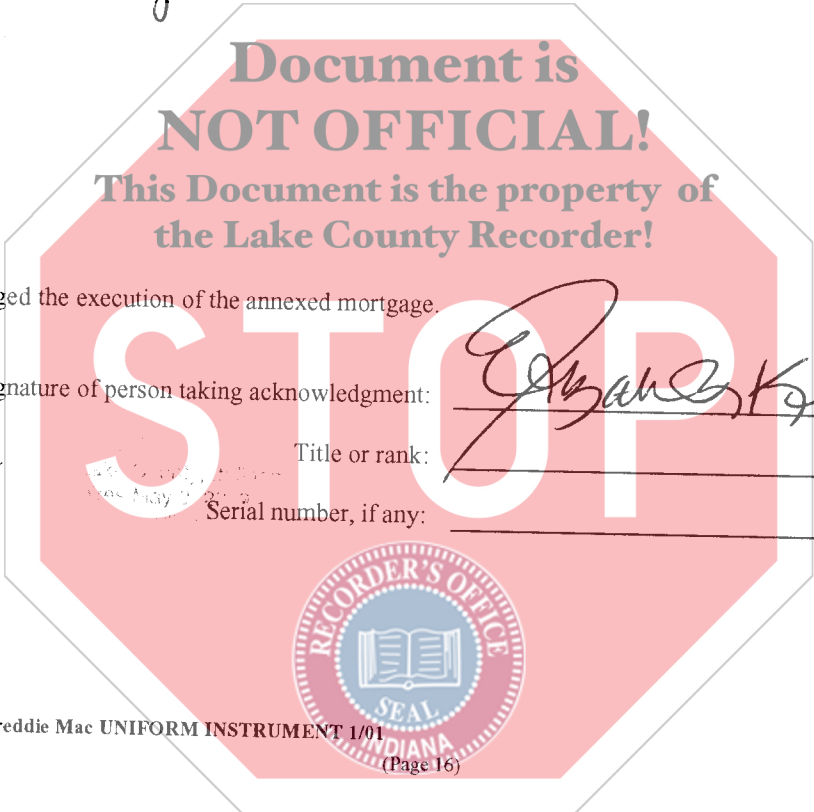 Document is
NOT OFFICIAL!
This Document is the property of
the Lake County Recorder!
ged the execution of the annexed mortgage.
STOP
gnature of person taking acknowledgment:
Title or rank:
Serial number, if any:
RECORDER'S OFFICE
SEAL
INDIANA
reddie Mac UNIFORM INSTRUMENT 1/01
(Page 16)